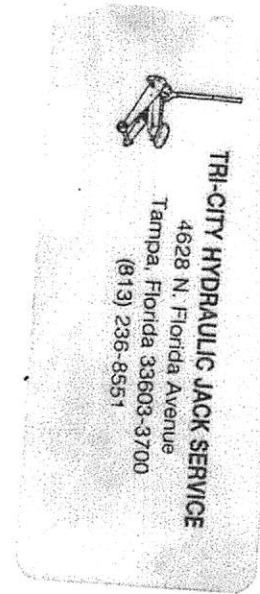 TRI-CITY HYDRAULIC JACK SERVICE
4628 N. Florida Avenue
Tampa, Florida 33603-3700
(813) 236-8551